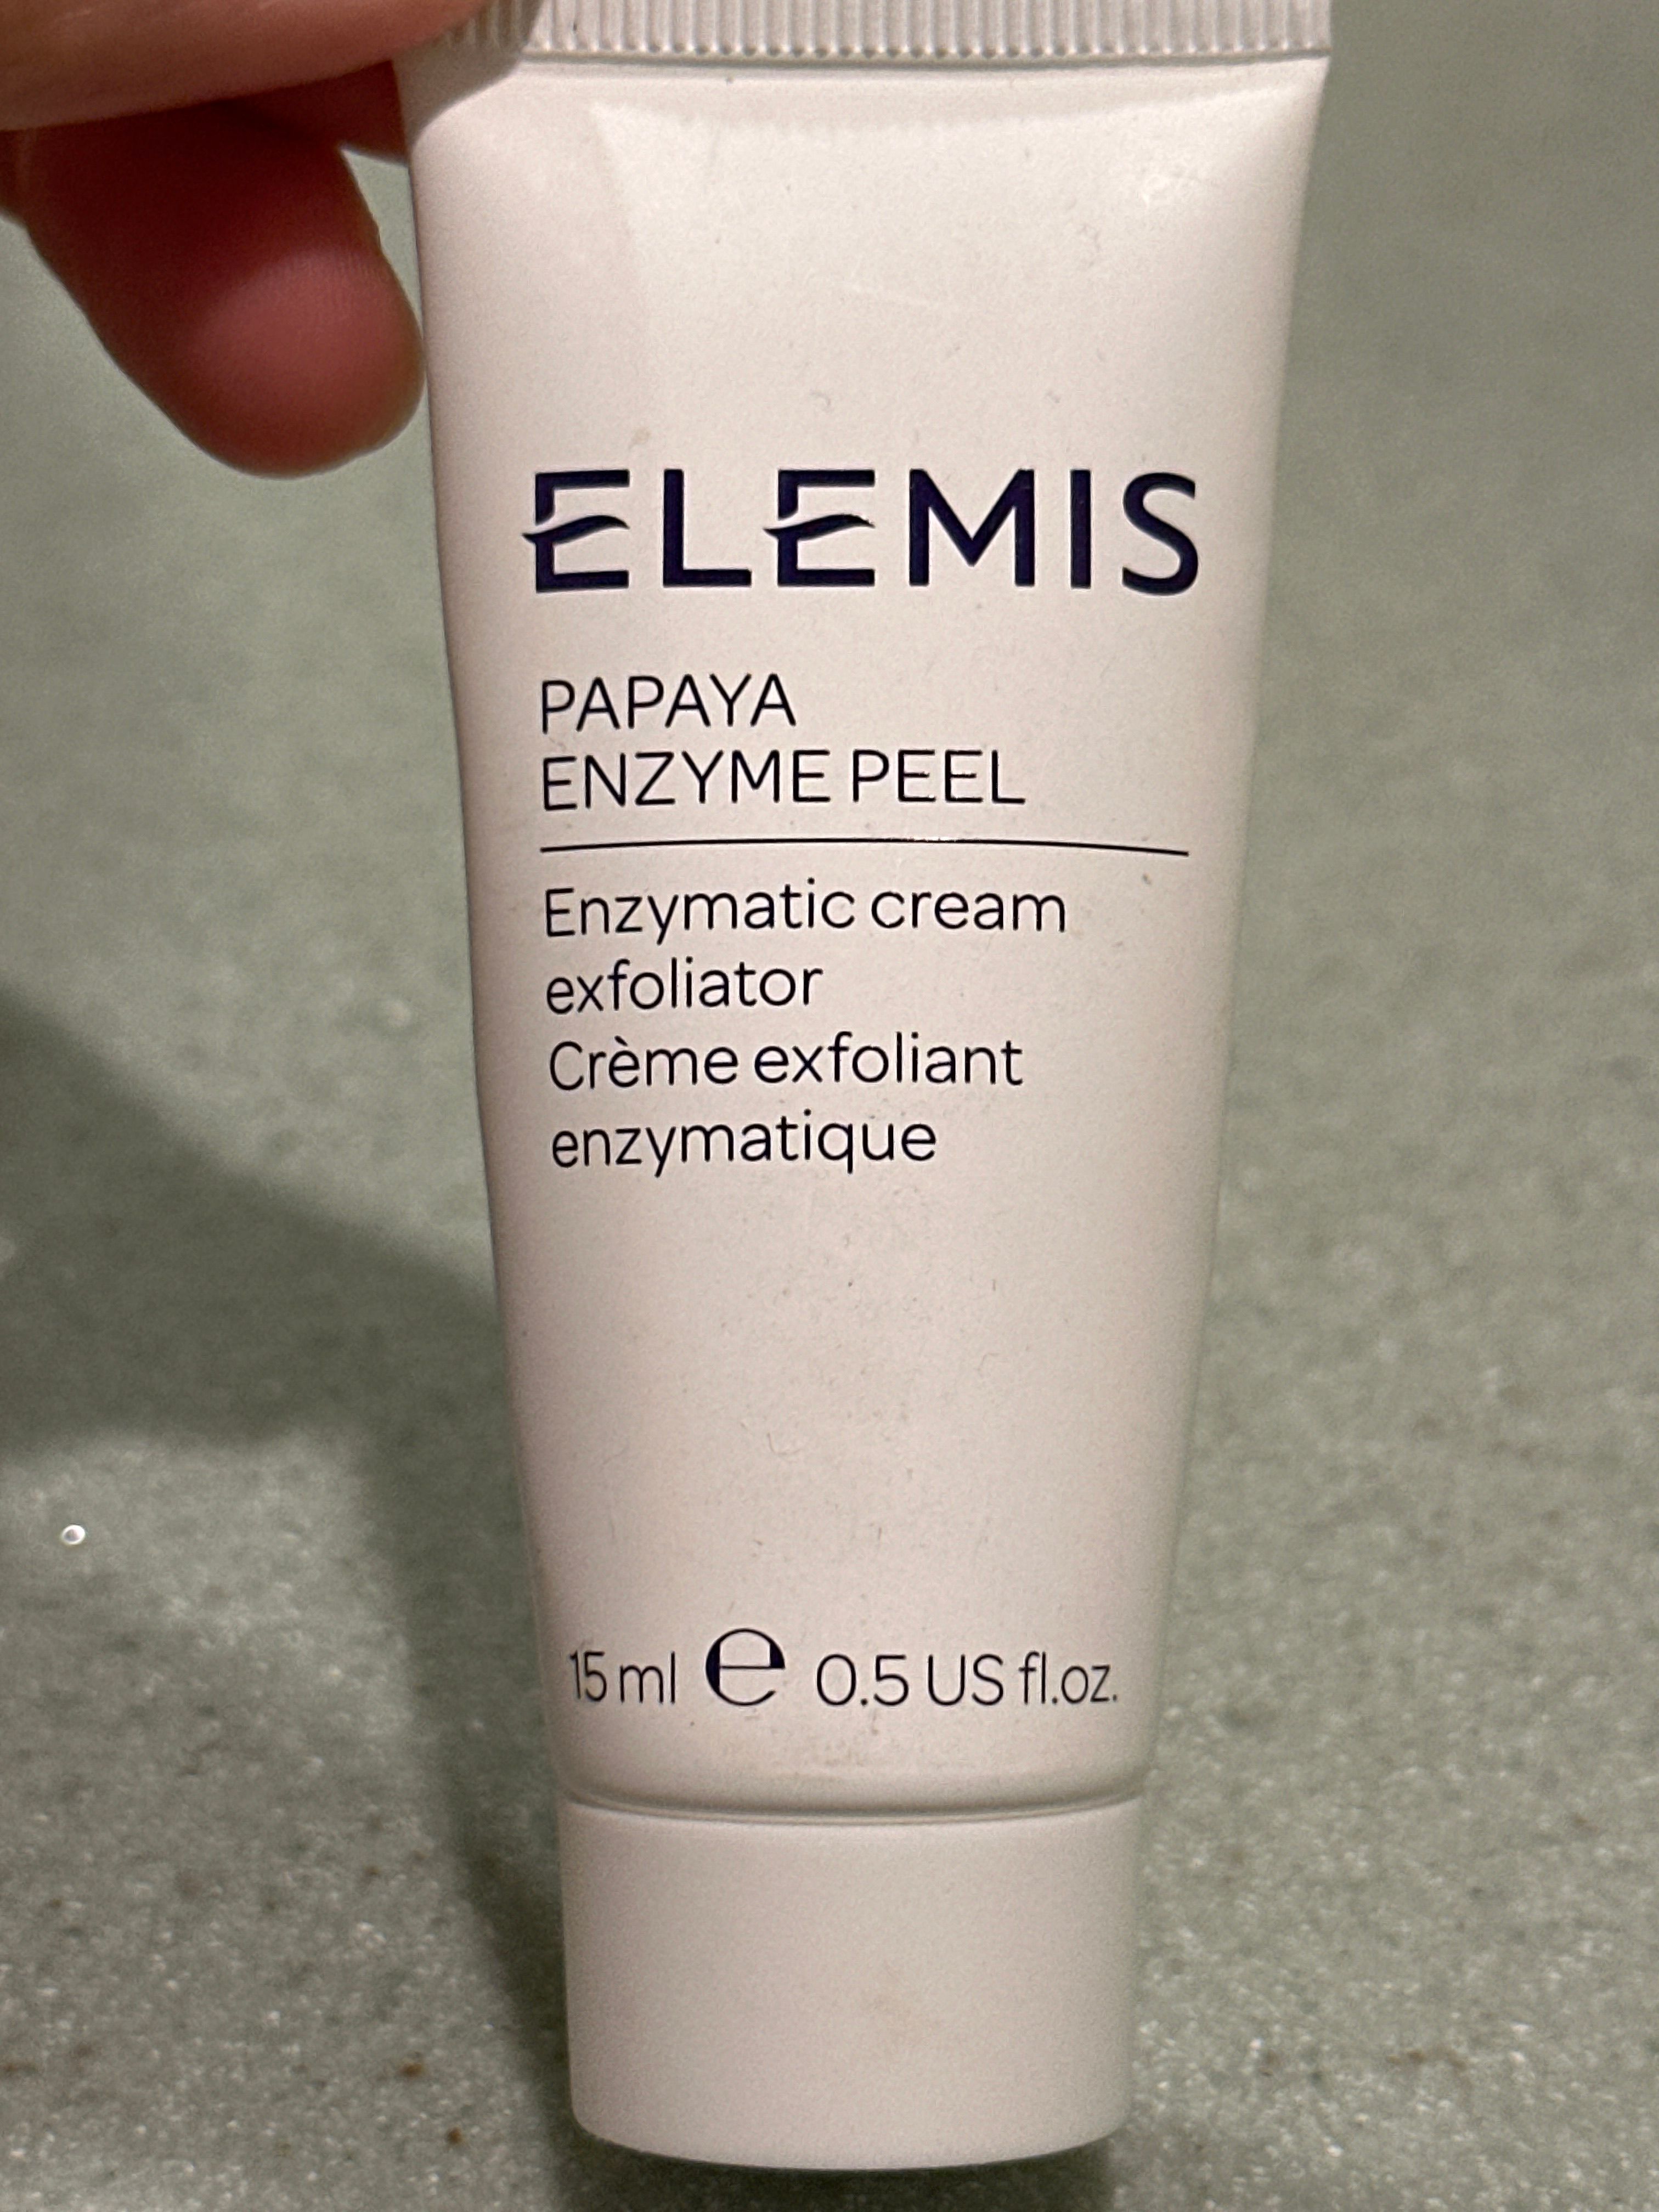 ELEMIS
PAPAYA
ENZYME PEEL
Enzymatic cream
exfoliator
Crème exfoliant
enzymatique
15 ml ℮ 0.5 US fl.oz.